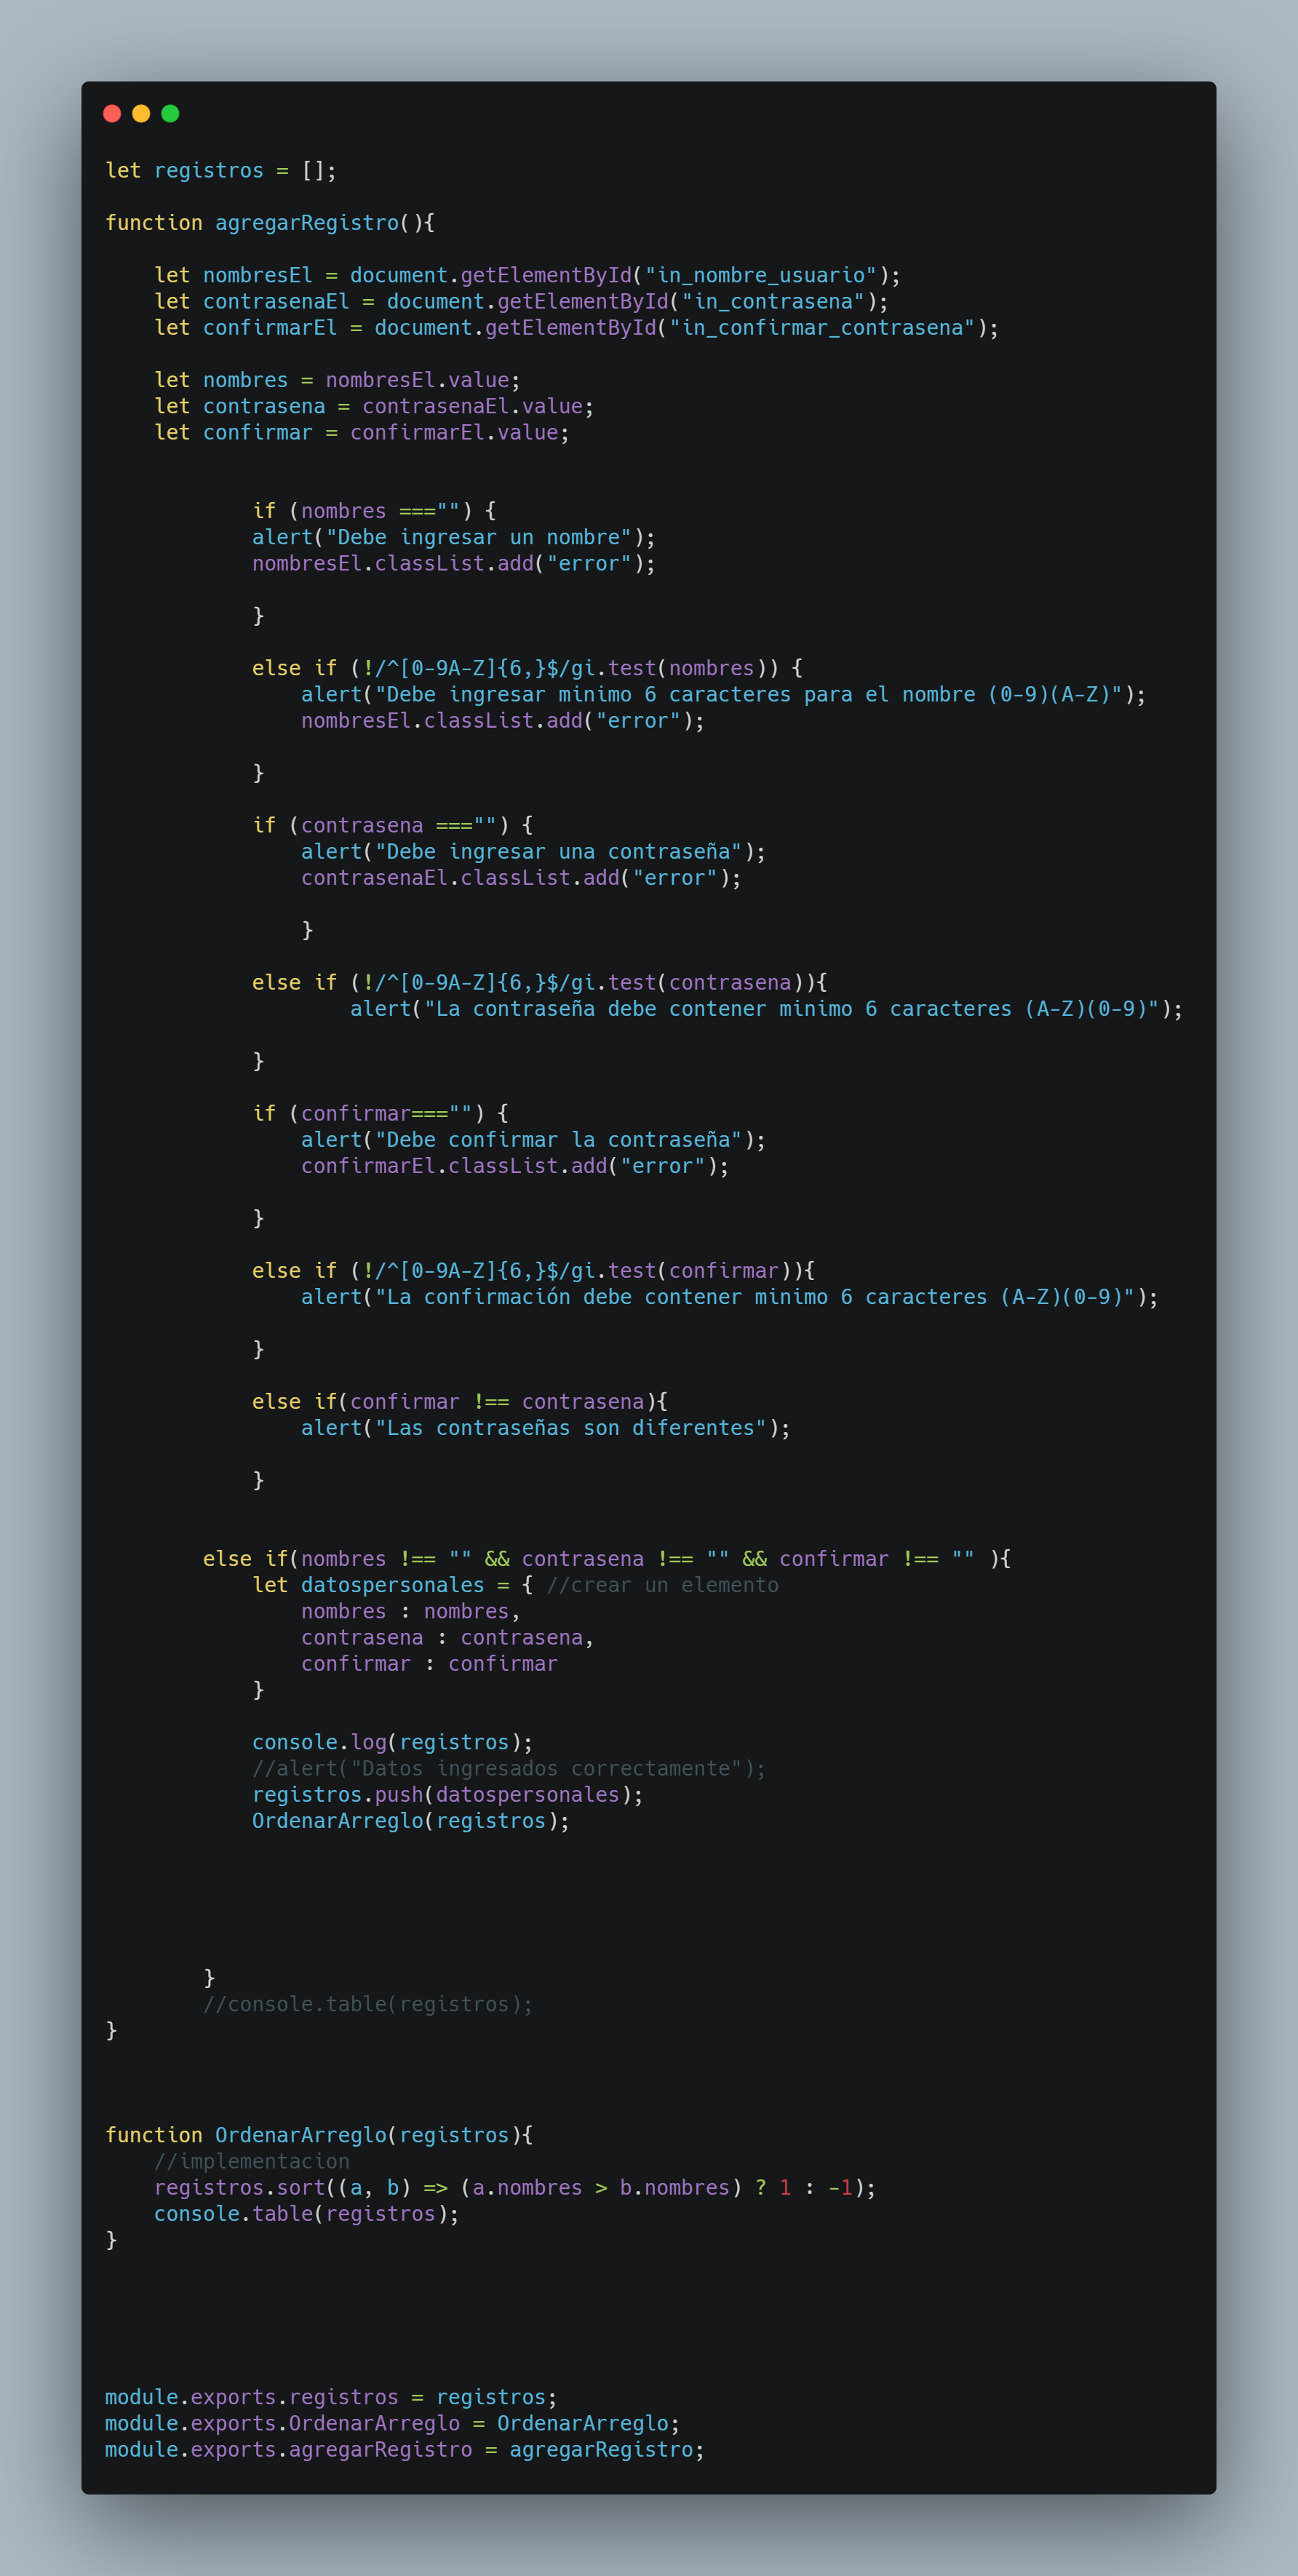 let registros = [];
function agregarRegistro(){
let nombresEl = document.getElementById("in_nombre_usuario");
let contrasenaEl = document.getElementById("in_contrasena");
let confirmarEl = document.getElementById("in_confirmar_contrasena");
let nombres = nombresEl.value;
let contrasena = contrasenaEl.value;
let confirmar = confirmarEl.value;
if (nombres ==="") {
alert("Debe ingresar un nombre");
nombresEl.classList.add("error");
}
else if (!/^[0-9A-Z]{6,}$/gi.test(nombres)) {
alert("Debe ingresar minimo 6 caracteres para el nombre (0-9)(A-Z)");
nombresEl.classList.add("error");
}
if (contrasena ==="") {
alert("Debe ingresar una contraseña");
contrasenaEl.classList.add("error");
}
else if (!/^[0-9A-Z]{6,}$/gi.test(contrasena)){
alert("La contraseña debe contener minimo 6 caracteres (A-Z)(0-9)");
}
if (confirmar==="") {
alert("Debe confirmar la contraseña");
confirmarEl.classList.add("error");
}
else if (!/^[0-9A-Z]{6,}$/gi.test(confirmar)){
alert("La confirmación debe contener minimo 6 caracteres (A-Z)(0-9)");
}
else if(confirmar !== contrasena){
alert("Las contraseñas son diferentes");
}
else if(nombres !== "" && contrasena !== "" && confirmar !== "" ){
let datospersonales = { //crear un elemento
nombres : nombres,
contrasena : contrasena,
confirmar : confirmar
}
console.log(registros);
//alert("Datos ingresados correctamente");
registros.push(datospersonales);
OrdenarArreglo(registros);
}
//console.table(registros);
}
function OrdenarArreglo(registros){
//implementacion
registros.sort((a, b) => (a.nombres > b.nombres) ? 1 : -1);
console.table(registros);
}
module.exports.registros = registros;
module.exports.OrdenarArreglo = OrdenarArreglo;
module.exports.agregarRegistro = agregarRegistro;